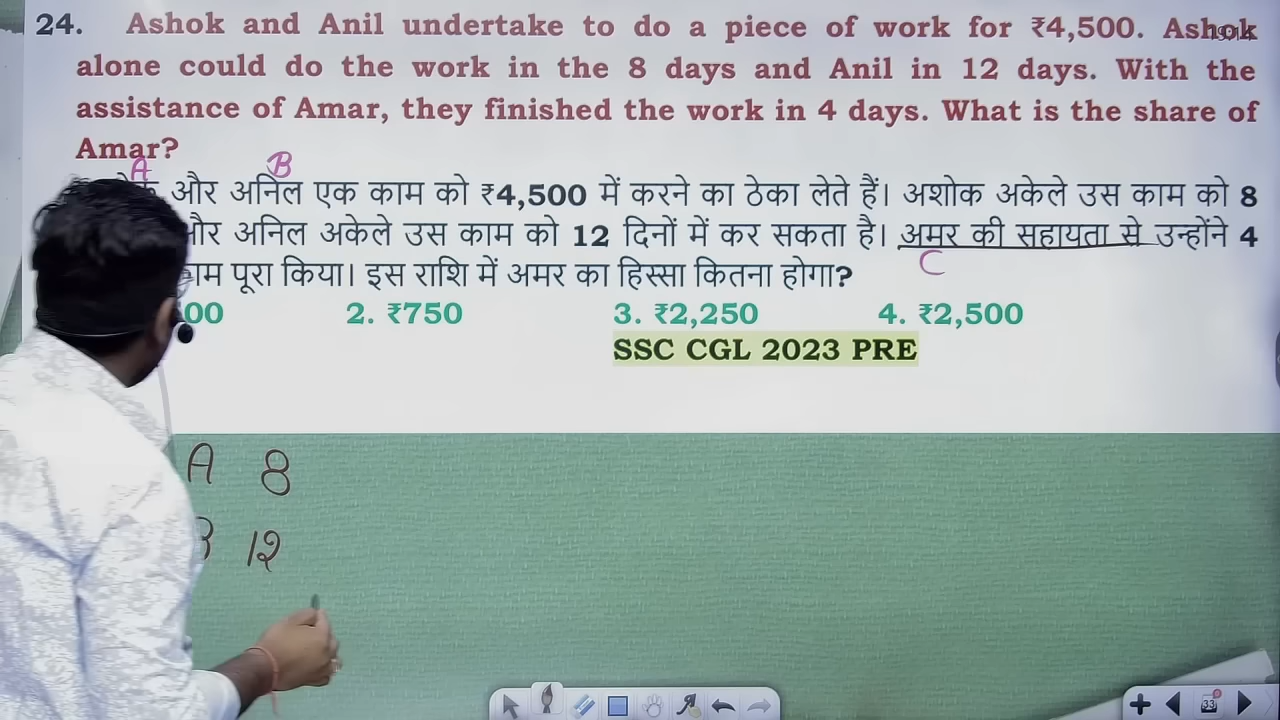 24. Ashok and Anil undertake to do a piece of work for ₹4,500. Ashok
alone could do the work in the 8 days and Anil in 12 days. With the
assistance of Amar, they finished the work in 4 days. What is the share of
Amar?
A B
और अनिल एक काम को ₹4,500 में करने का ठेका लेते हैं। अशोक अकेले उस काम को 8
और अनिल अकेले उस काम को 12 दिनों में कर सकता है। अमर की सहायता से उन्होंने 4
पूरा किया। इस राशि में अमर का हिस्सा कितना होगा?
C
2. ₹750 3. ₹2,250 4. ₹2,500
SSC CGL 2023 PRE
A 8
B 12
33